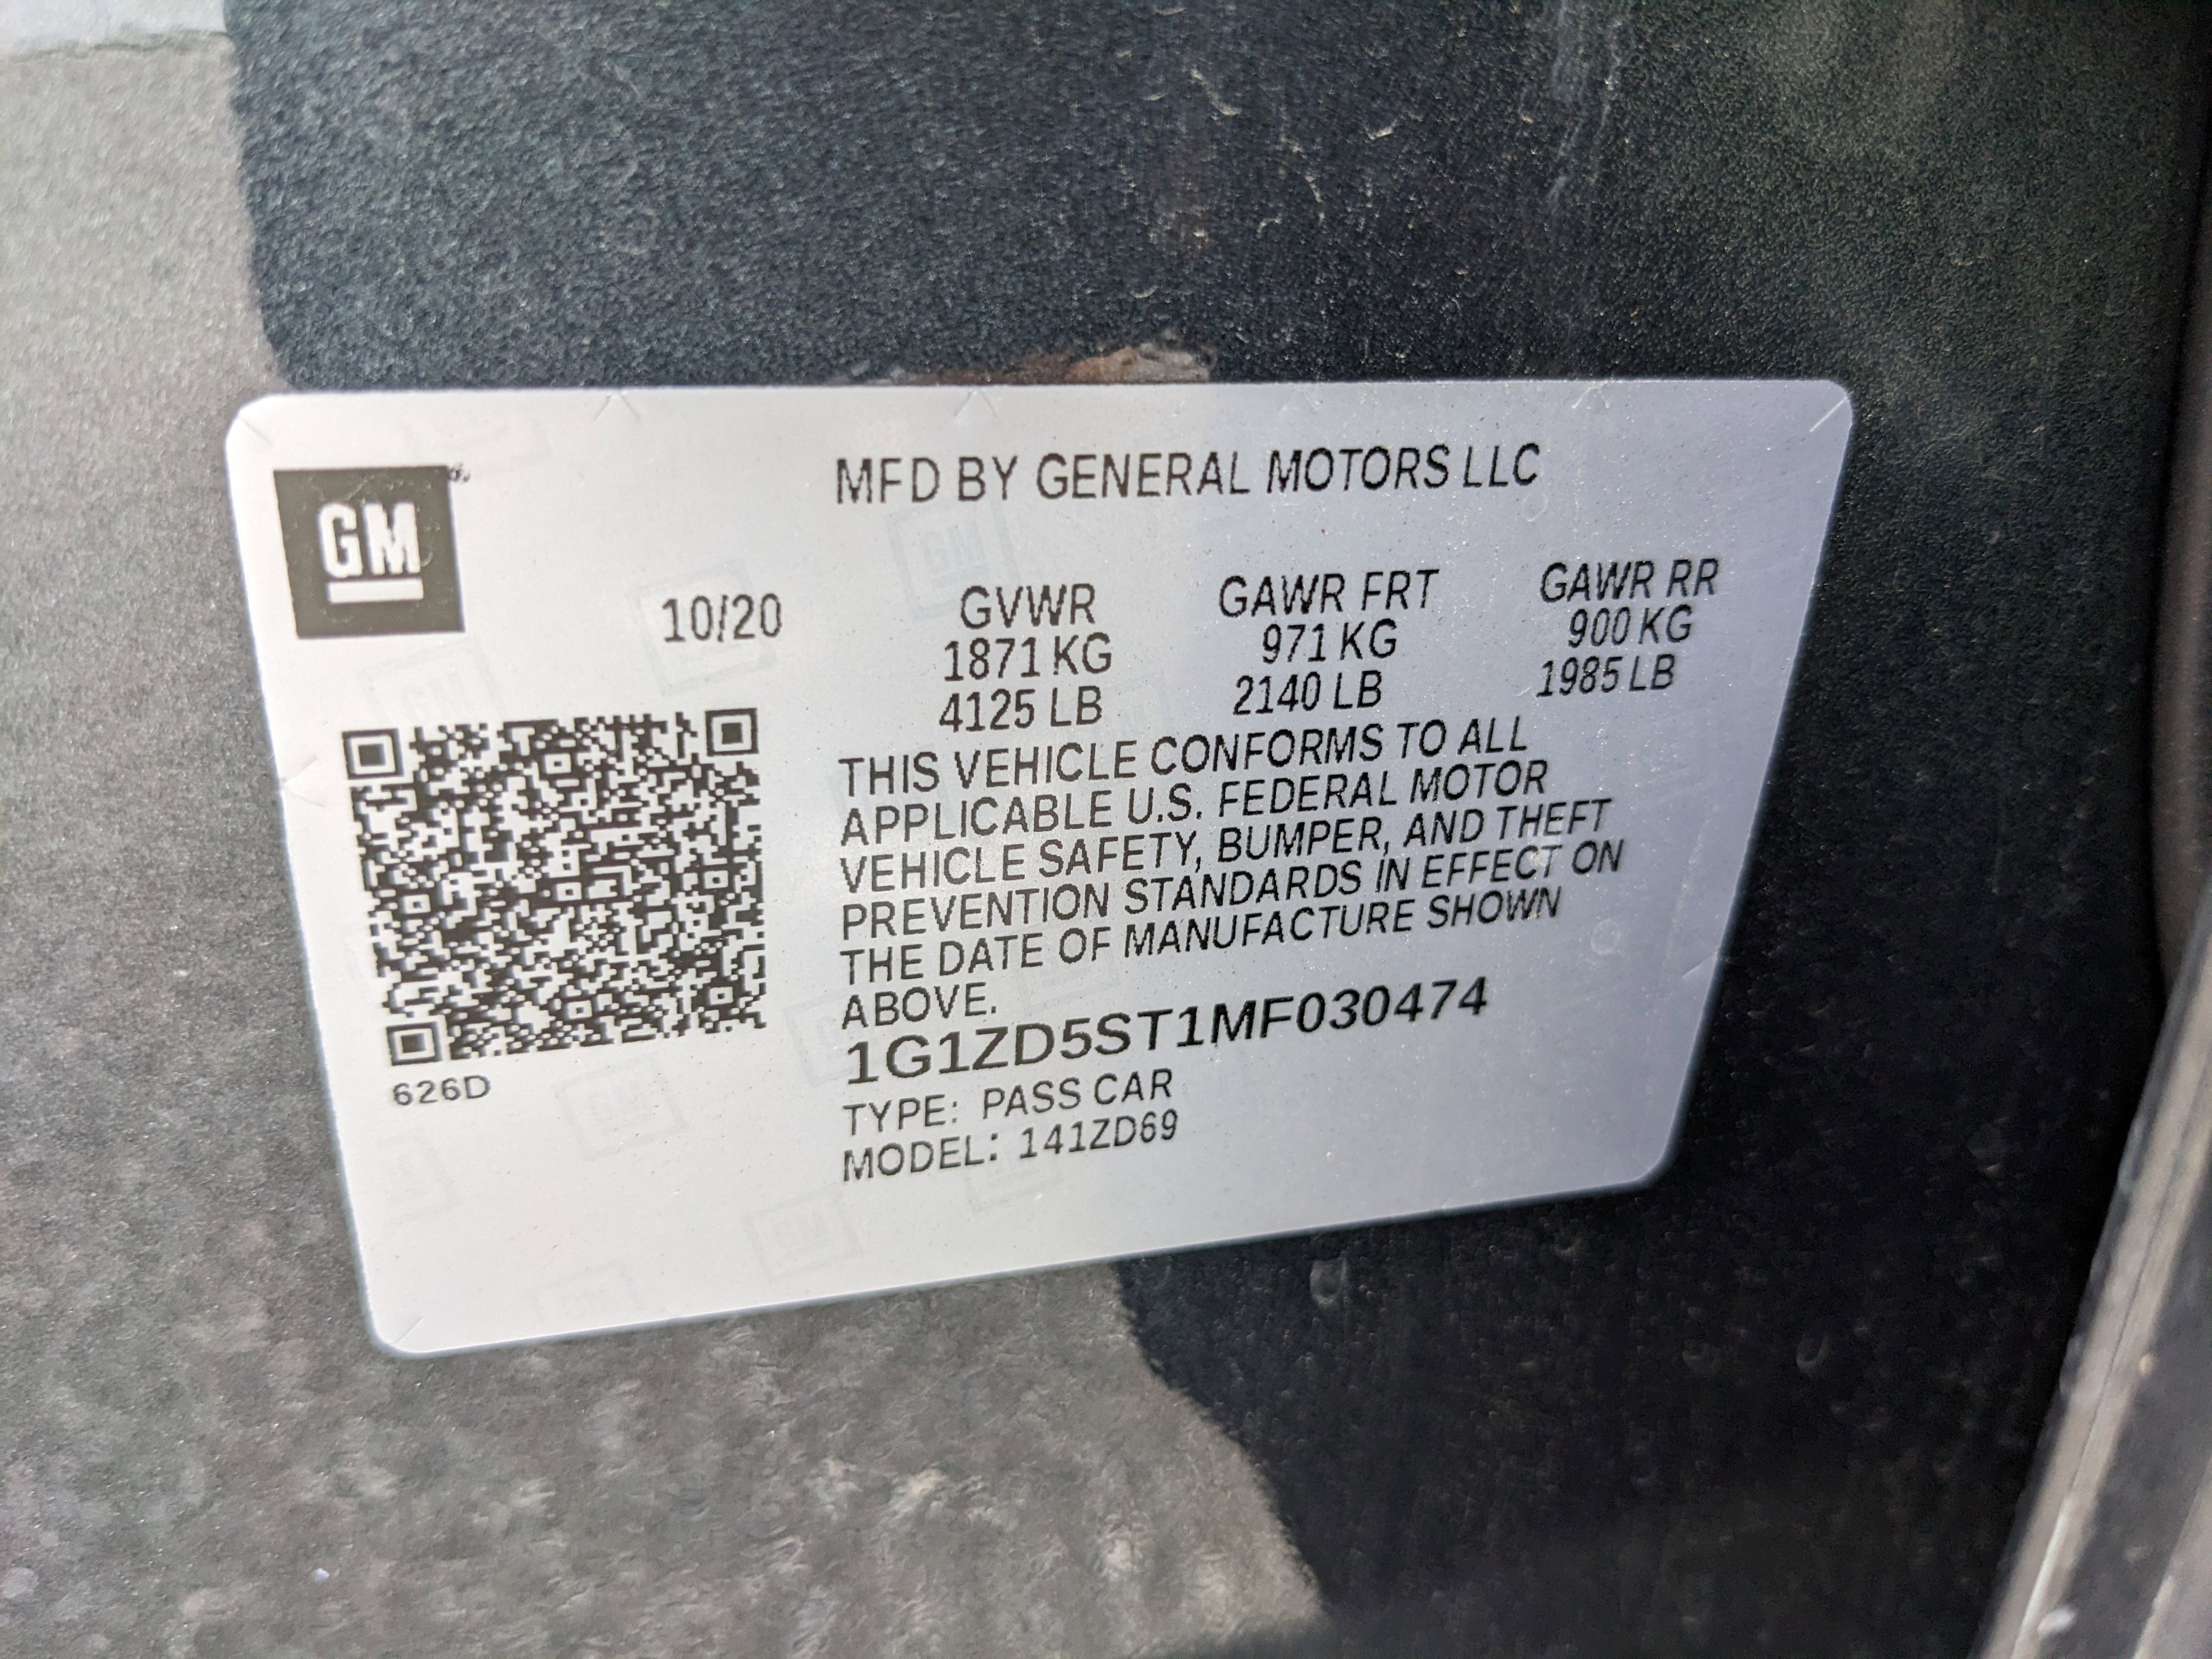 GM
MFD BY GENERAL MOTORS LLC
10/20 GVWR GAWR FRT GAWR RR
1871 KG 971 KG 900 KG
4125 LB 2140 LB 1985 LB
THIS VEHICLE CONFORMS TO ALL
APPLICABLE U.S. FEDERAL MOTOR
VEHICLE SAFETY, BUMPER, AND THEFT
PREVENTION STANDARDS IN EFFECT ON
THE DATE OF MANUFACTURE SHOWN
ABOVE.
1G1ZD5ST1MF030474
TYPE: PASS CAR
MODEL: 141ZD69
626D